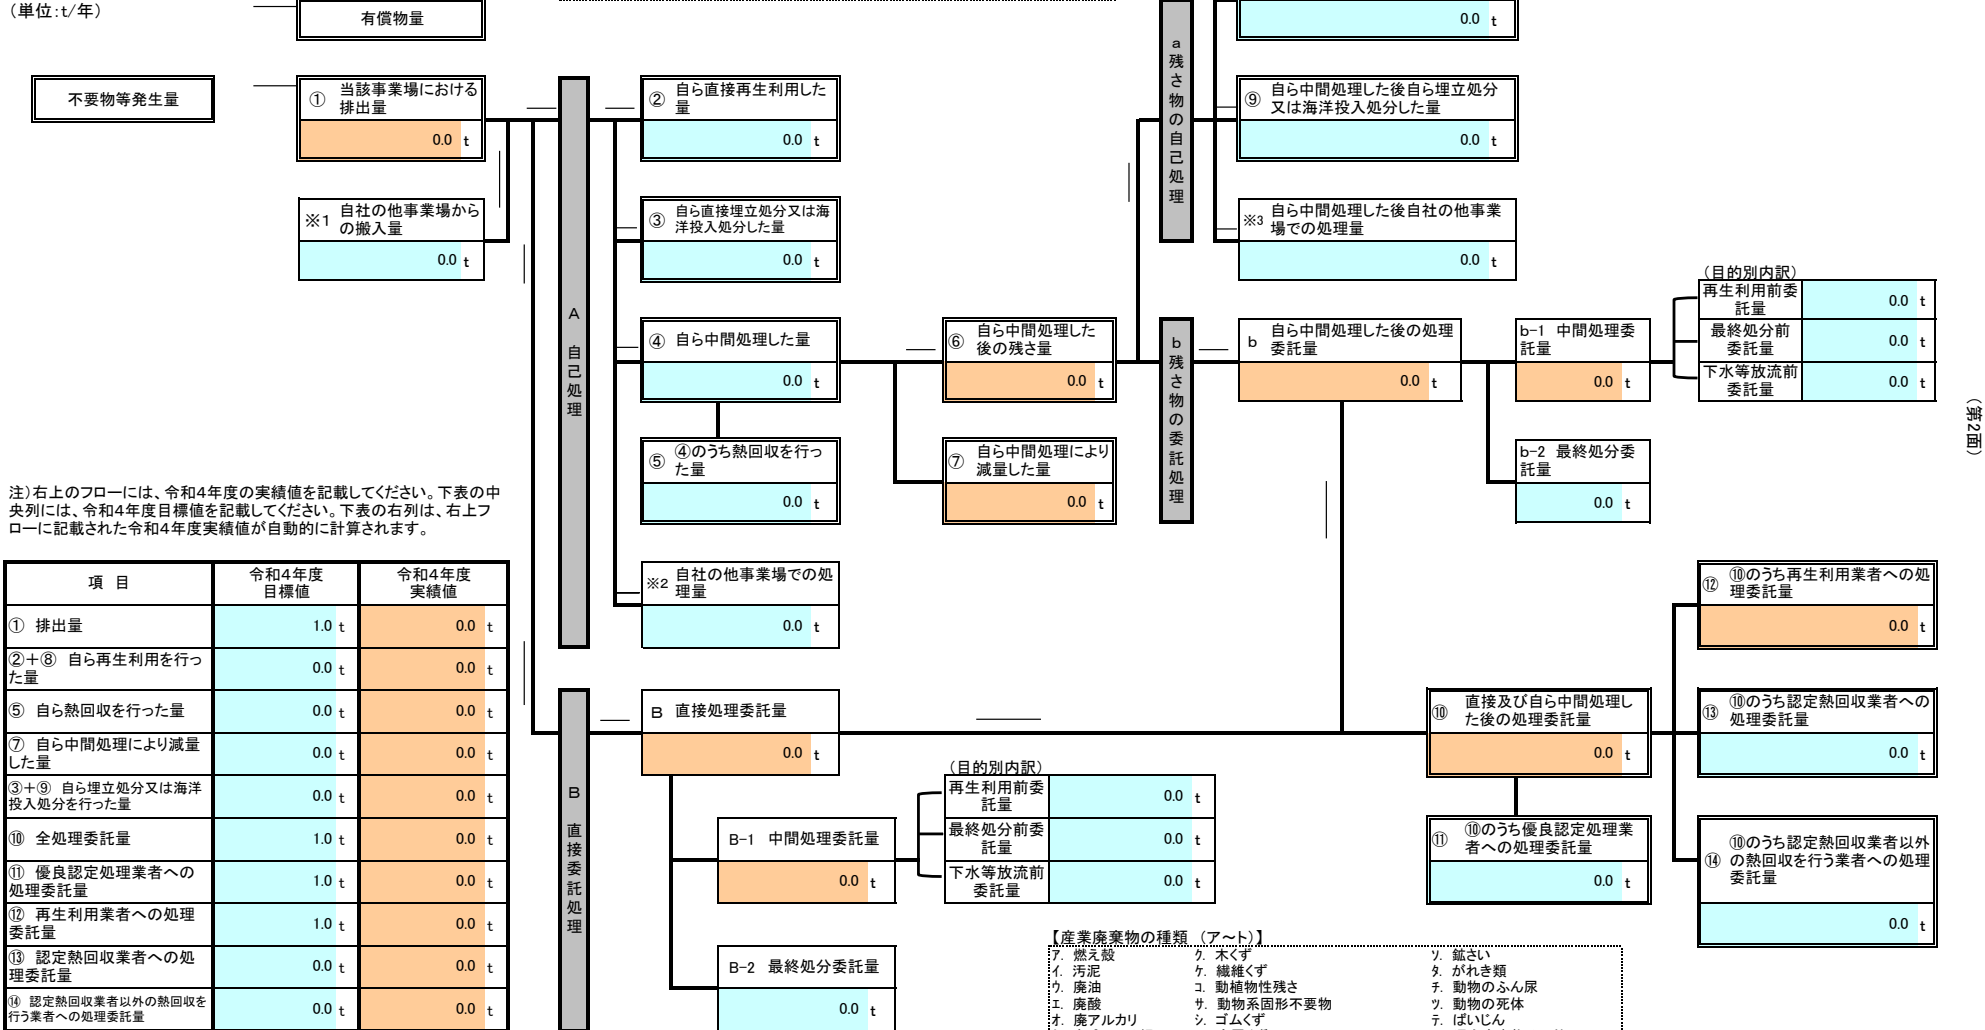 （単位：t/年）
有償物量
0.0 t
不要物等発生量
① 当該事業場における
排出量
0.0 t
※1 自社の他事業場から
の搬入量
0.0 t
A 自己処理
② 自ら直接再生利用した
量
0.0 t
③ 自ら直接埋立処分又は海
洋投入処分した量
0.0 t
④ 自ら中間処理した量
0.0 t
⑤ ④のうち熱回収を行っ
た量
0.0 t
※2 自社の他事業場での処
理量
0.0 t
⑥ 自ら中間処理した
後の残さ量
0.0 t
⑦ 自ら中間処理により
減量した量
0.0 t
a 残さ物の自己処理
⑨ 自ら中間処理した後自ら埋立処分
又は海洋投入処分した量
0.0 t
※3 自ら中間処理した後自社の他事業
場での処理量
0.0 t
b 残さ物の委託処理
b 自ら中間処理した後の処理
委託量
0.0 t
b-1 中間処理委
託量
0.0 t
b-2 最終処分委
託量
0.0 t
（目的別内訳）
再生利用前委
託量
0.0 t
最終処分前
委託量
0.0 t
下水等放流前
委託量
0.0 t
（第2面）
注）右上のフローには、令和４年度の実績値を記載してください。下表の中
央列には、令和４年度目標値を記載してください。下表の右列は、右上フ
ローに記載された令和４年度実績値が自動的に計算されます。
項 目 令和４年度
目標値 令和４年度
実績値
① 排出量 1.0 t 0.0 t
②＋⑧ 自ら再生利用を行っ
た量 0.0 t 0.0 t
⑤ 自ら熱回収を行った量 0.0 t 0.0 t
⑦ 自ら中間処理により減量
した量 0.0 t 0.0 t
③＋⑨ 自ら埋立処分又は海洋
投入処分を行った量 0.0 t 0.0 t
⑩ 全処理委託量 1.0 t 0.0 t
⑪ 優良認定処理業者への
処理委託量 1.0 t 0.0 t
⑫ 再生利用業者への処理
委託量 1.0 t 0.0 t
⑬ 認定熱回収業者への処
理委託量 0.0 t 0.0 t
⑭ 認定熱回収業者以外の熱回収を
行う業者への処理委託量 0.0 t 0.0 t
B 直接委託処理
B 直接処理委託量
0.0 t
B-1 中間処理委託量
0.0 t
B-2 最終処分委託量
0.0 t
（目的別内訳）
再生利用前委
託量
0.0 t
最終処分前委
託量
0.0 t
下水等放流前
委託量
0.0 t
⑩ 直接及び自ら中間処理し
た後の処理委託量
0.0 t
⑪ ⑩のうち優良認定処理業
者への処理委託量
0.0 t
⑫ ⑩のうち再生利用業者への処
理委託量
0.0 t
⑬ ⑩のうち認定熱回収業者への
処理委託量
0.0 t
⑭ ⑩のうち認定熱回収業者以外
の熱回収を行う業者への処理
委託量
0.0 t
【産業廃棄物の種類 （ア～ト）】
ア. 燃え殻 ク. 木くず ソ. 鉱さい
イ. 汚泥 ケ. 繊維くず タ. がれき類
ウ. 廃油 コ. 動植物性残さ チ. 動物のふん尿
エ. 廃酸 サ. 動物系固形不要物 ツ. 動物の死体
オ. 廃アルカリ シ. ゴムくず テ. ばいじん